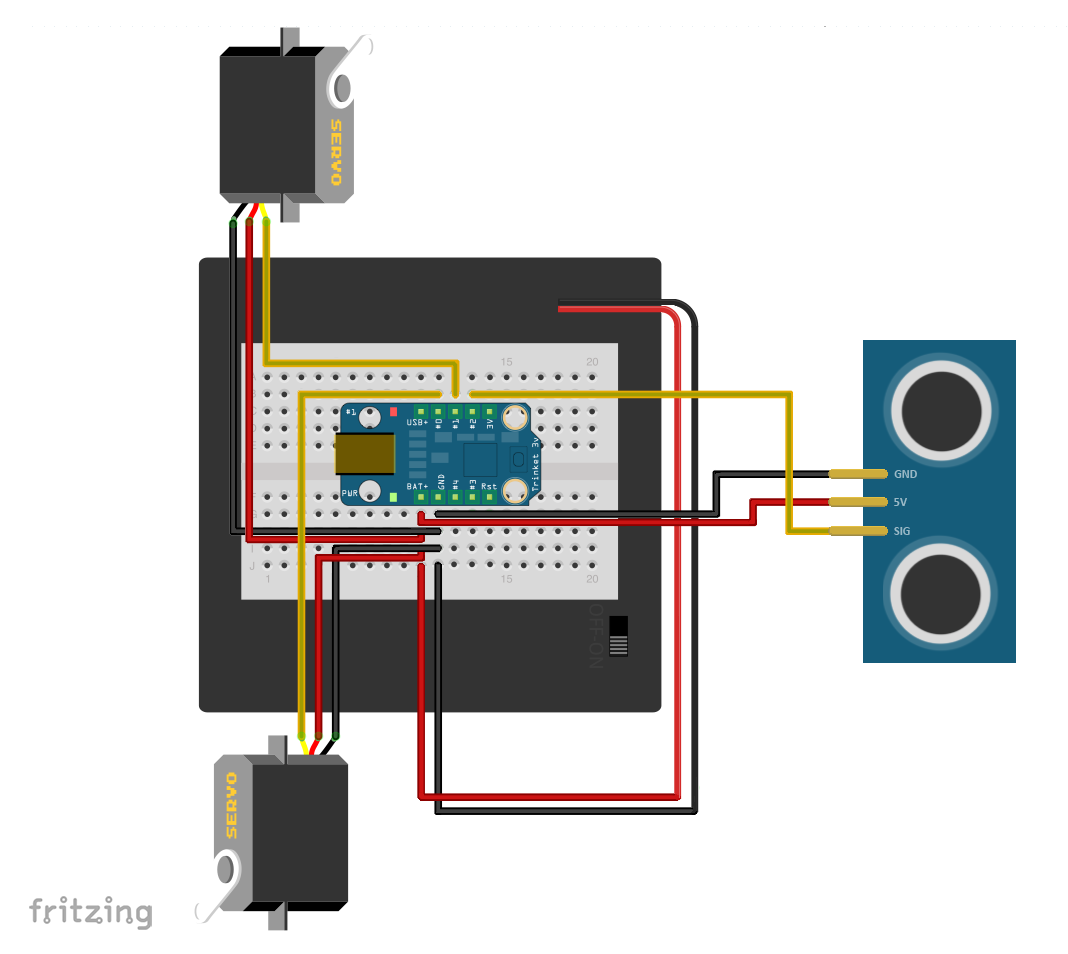 SERVO
15
20
#1
USB+
#0
#1
#2
3V
Trinket 3v
PWR
BAT+
GND
#4
#3
Rst
GND
5V
SIG
J
1
15
20
OFF-ON
SERVO
fritzing